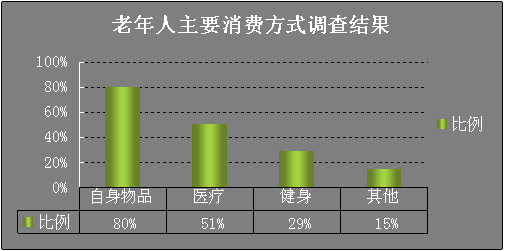 老年人主要消费方式调查结果
100%
80%
60%
40%
20%
0%
比例
自身物品 医疗 健身 其他
比例 80% 51% 29% 15%